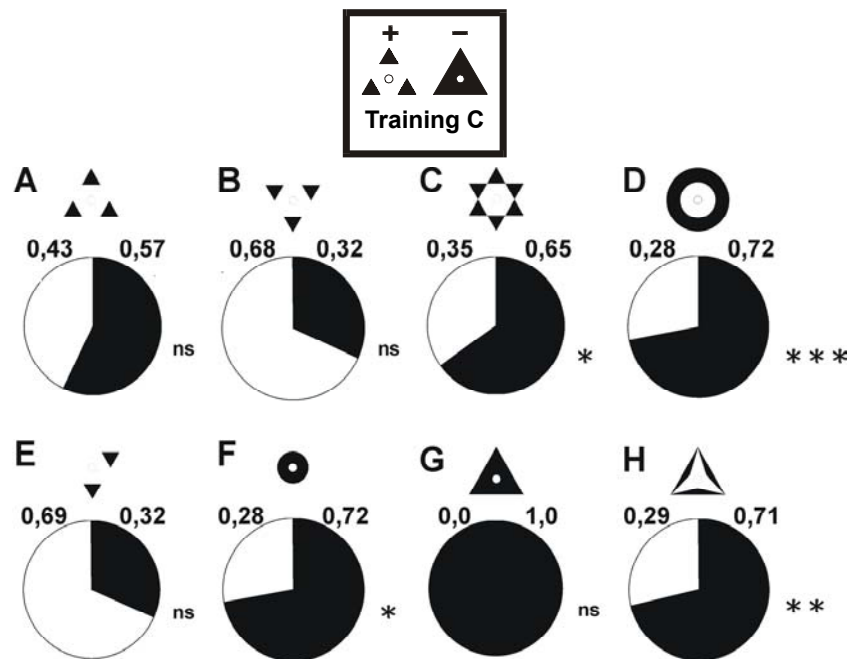 + −
Training C
A B C D
0,43 0,57 0,68 0,32 0,35 0,65 0,28 0,72
ns ns * * * *
E F G H
0,69 0,32 0,28 0,72 0,0 1,0 0,29 0,71
ns * ns * *